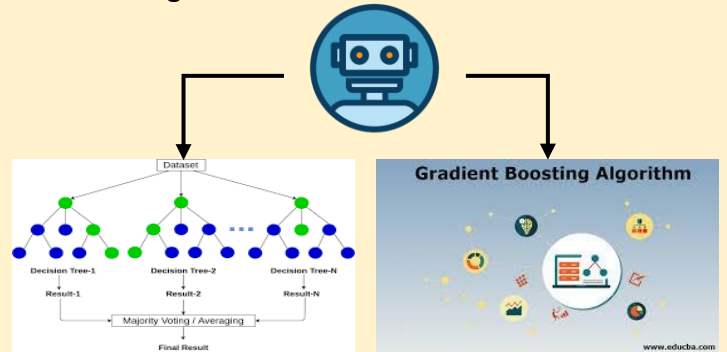 Dataset
Decision Tree-1
Decision Tree-2
Decision Tree-N
Result-1
Result-2
Result-N
Majority Voting / Averaging
Final Result
Gradient Boosting Algorithm
www.educba.com